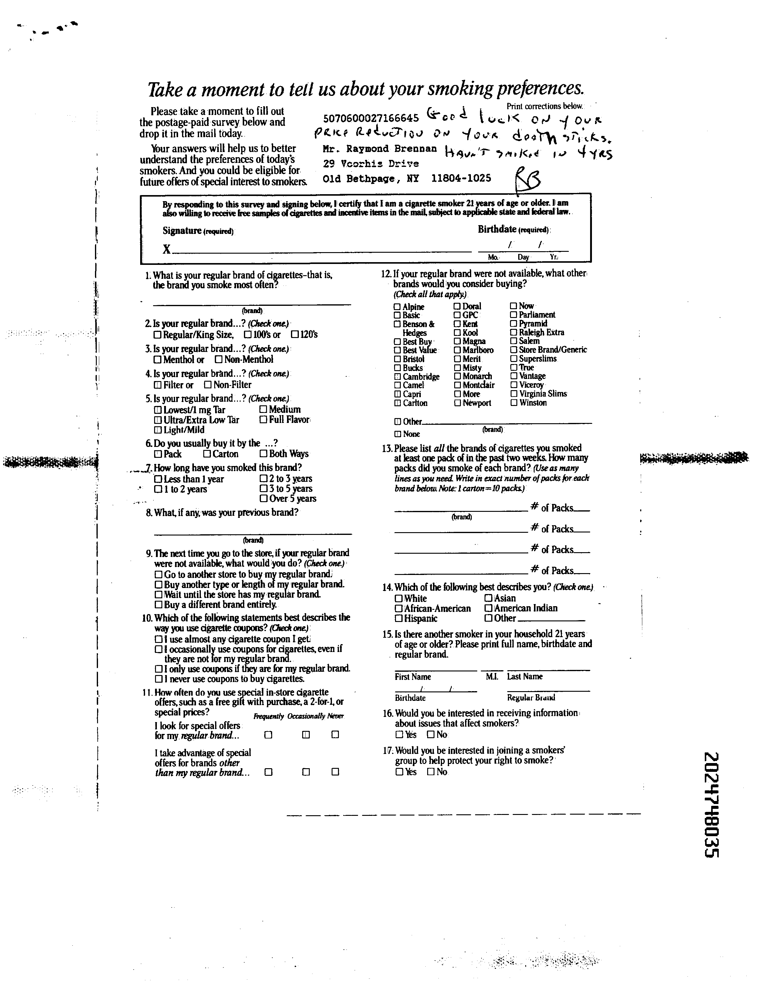 Take a moment to tell us about your smoking preferences.
Please take a moment to fill out
the postage-paid survey below and
drop it in the mail today.
Your answers will help us to better
understand the preferences of today's
smokers. And you could be eligible for
future offers of special interest to smokers.
Print corrections below.
5070600027166645 Good luck on your
Price Reduction on your death sticks.
Mr. Raymond Brennan Havn't smoked in 4 yrs
29 Voorhis Drive
Old Bethpage, NY 11804-1025 RB
By responding to this survey and signing below, I certify that I am a cigarette smoker 21 years of age or older. I am
also willing to receive free samples of cigarettes and incentive items in the mail, subject to applicable state and federal law.
Signature (required) Birthdate (required)
X / /
Mo. Day Yr.
1. What is your regular brand of cigarettes–that is,
the brand you smoke most often?
(brand)
2. Is your regular brand...? (Check one.)
☐ Regular/King Size, ☐ 100's or ☐ 120's
3. Is your regular brand...? (Check one.)
☐ Menthol or ☐ Non-Menthol
4. Is your regular brand...? (Check one.)
☐ Filter or ☐ Non-Filter
5. Is your regular brand...? (Check one.)
☐ Lowest/1 mg Tar ☐ Medium
☐ Ultra/Extra Low Tar ☐ Full Flavor
☐ Light/Mild
6. Do you usually buy it by the ...?
☐ Pack ☐ Carton ☐ Both Ways
7. How long have you smoked this brand?
☐ Less than 1 year ☐ 2 to 3 years
☐ 1 to 2 years ☐ 3 to 5 years
☐ Over 5 years
8. What, if any, was your previous brand?
(brand)
9. The next time you go to the store, if your regular brand
were not available, what would you do? (Check one.)
☐ Go to another store to buy my regular brand.
☐ Buy another type or length of my regular brand.
☐ Wait until the store has my regular brand.
☐ Buy a different brand entirely.
10. Which of the following statements best describes the
way you use cigarette coupons? (Check one.)
☐ I use almost any cigarette coupon I get.
☐ I occasionally use coupons for cigarettes, even if
they are not for my regular brand.
☐ I only use coupons if they are for my regular brand.
☐ I never use coupons to buy cigarettes.
11. How often do you use special in-store cigarette
offers, such as a free gift with purchase, a 2-for-1, or
special prices?
Frequently Occasionally Never
I look for special offers
for my regular brand... ☐ ☐ ☐
I take advantage of special
offers for brands other
than my regular brand... ☐ ☐ ☐
12. If your regular brand were not available, what other
brands would you consider buying?
(Check all that apply.)
☐ Alpine ☐ Doral ☐ Now
☐ Basic ☐ GPC ☐ Parliament
☐ Benson & ☐ Kent ☐ Pyramid
Hedges ☐ Kool ☐ Raleigh Extra
☐ Best Buy ☐ Magna ☐ Salem
☐ Best Value ☐ Marlboro ☐ Store Brand/Generic
☐ Bristol ☐ Merit ☐ Superslims
☐ Bucks ☐ Misty ☐ True
☐ Cambridge ☐ Monarch ☐ Vantage
☐ Camel ☐ Montclair ☐ Viceroy
☐ Capri ☐ More ☐ Virginia Slims
☐ Carlton ☐ Newport ☐ Winston
☐ Other
(brand)
☐ None
13. Please list all the brands of cigarettes you smoked
at least one pack of in the past two weeks. How many
packs did you smoke of each brand? (Use as many
lines as you need. Write in exact number of packs for each
brand below. Note: 1 carton = 10 packs.)
# of Packs
(brand)
# of Packs
# of Packs
# of Packs
14. Which of the following best describes you? (Check one.)
☐ White ☐ Asian
☐ African-American ☐ American Indian
☐ Hispanic ☐ Other
15. Is there another smoker in your household 21 years
of age or older? Please print full name, birthdate and
regular brand.
First Name M.I. Last Name
/ /
Birthdate Regular Brand
16. Would you be interested in receiving information
about issues that affect smokers?
☐ Yes ☐ No
17. Would you be interested in joining a smokers'
group to help protect your right to smoke?
☐ Yes ☐ No
2024748035